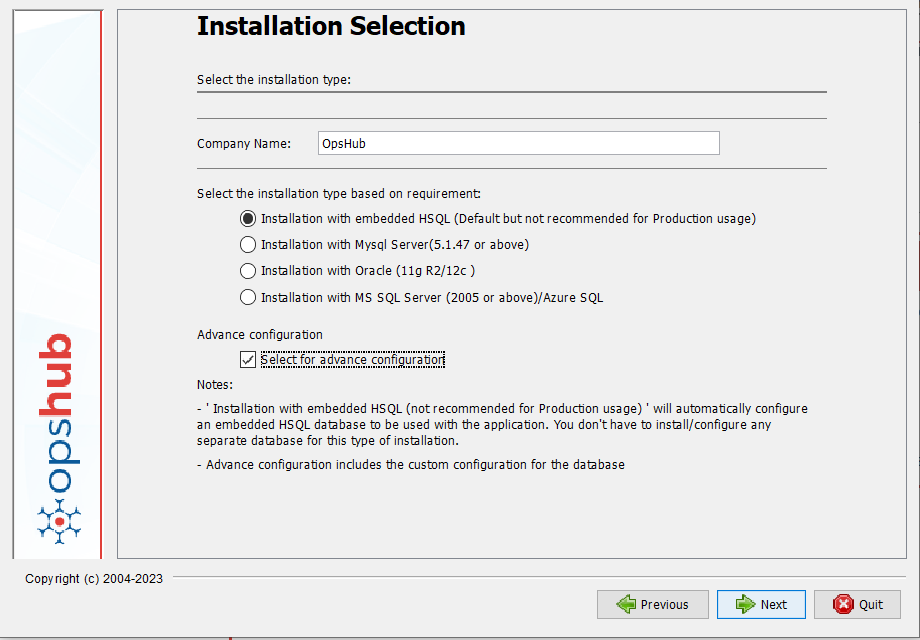 Installation Selection
Select the installation type:
Company Name:
OpsHub
Select the installation type based on requirement:
Installation with embedded HSQL (Default but not recommended for Production usage)
Installation with Mysql Server(5.1.47 or above)
Installation with Oracle (11g R2/12c )
Installation with MS SQL Server (2005 or above)/Azure SQL
Advance configuration
Select for advance configuration
Notes:
- ' Installation with embedded HSQL (not recommended for Production usage) ' will automatically configure
an embedded HSQL database to be used with the application. You don't have to install/configure any
separate database for this type of installation.
- Advance configuration includes the custom configuration for the database
opshub
Copyright (c) 2004-2023
Previous
Next
Quit